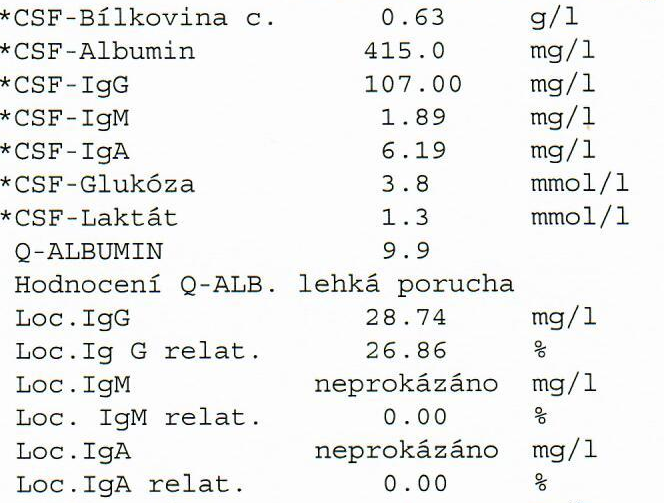 *CSF-Bílkovina c. 0.63 g/l
*CSF-Albumin 415.0 mg/l
*CSF-IgG 107.00 mg/l
*CSF-IgM 1.89 mg/l
*CSF-IgA 6.19 mg/l
*CSF-Glukóza 3.8 mmol/l
*CSF-Laktát 1.3 mmol/l
Q-ALBUMIN 9.9
Hodnocení Q-ALB. lehká porucha
Loc.IgG 28.74 mg/l
Loc.Ig G relat. 26.86 %
Loc.IgM neprokázáno mg/l
Loc. IgM relat. 0.00 %
Loc.IgA neprokázáno mg/l
Loc.IgA relat. 0.00 %